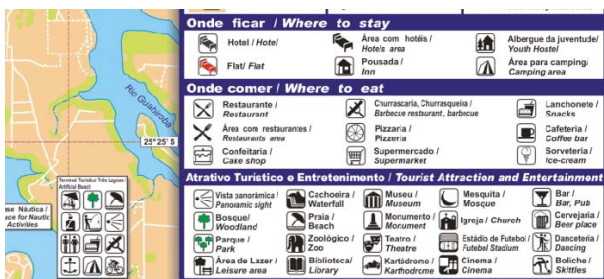 Rio Guabiroba
25°25' 5
Terminal Turístico Três Lagoas /
Artificial Beach
se Náutica /
ace for Nautic
Activities
Onde ficar / Where to stay
Hotel / Hotel
Área com hotéis /
Hotels area
Albergue da juventude/
Youth Hostel
Flat/ Flat
Pousada /
Inn
Área para camping/
Camping area
Onde comer / Where to eat
Restaurante /
Restaurant
Churrascaria, Churrasqueira /
Barbecue restaurant, barbecue
Lanchonete /
Snacks
Área com restaurantes /
Restaurants area
Pizzaria /
Pizzeria
Cafeteria /
Coffee bar
Confeitaria /
Cake shop
Supermercado /
Supermarket
Sorveteria /
Ice-cream
Atrativo Turístico e Entretenimento / Tourist Attraction and Entertainment
Vista panorâmica /
Panoramic sight
Cachoeira /
Waterfall
Museu /
Museum
Mesquita /
Mosque
Bar /
Bar, Pub
Bosque/
Woodland
Praia /
Beach
Monumento /
Monument
Igreja / Church
Cervejaria /
Beer place
Parque /
Park
Zoológico /
Zoo
Teatro /
Theatre
Estádio de Futebol /
Futebol Stadium
Danceteria /
Dancing
Área de Lazer /
Leisure area
Biblioteca /
Library
Kartódromo /
Karthodrome
Cinema /
Cinema
Boliche /
Skittles